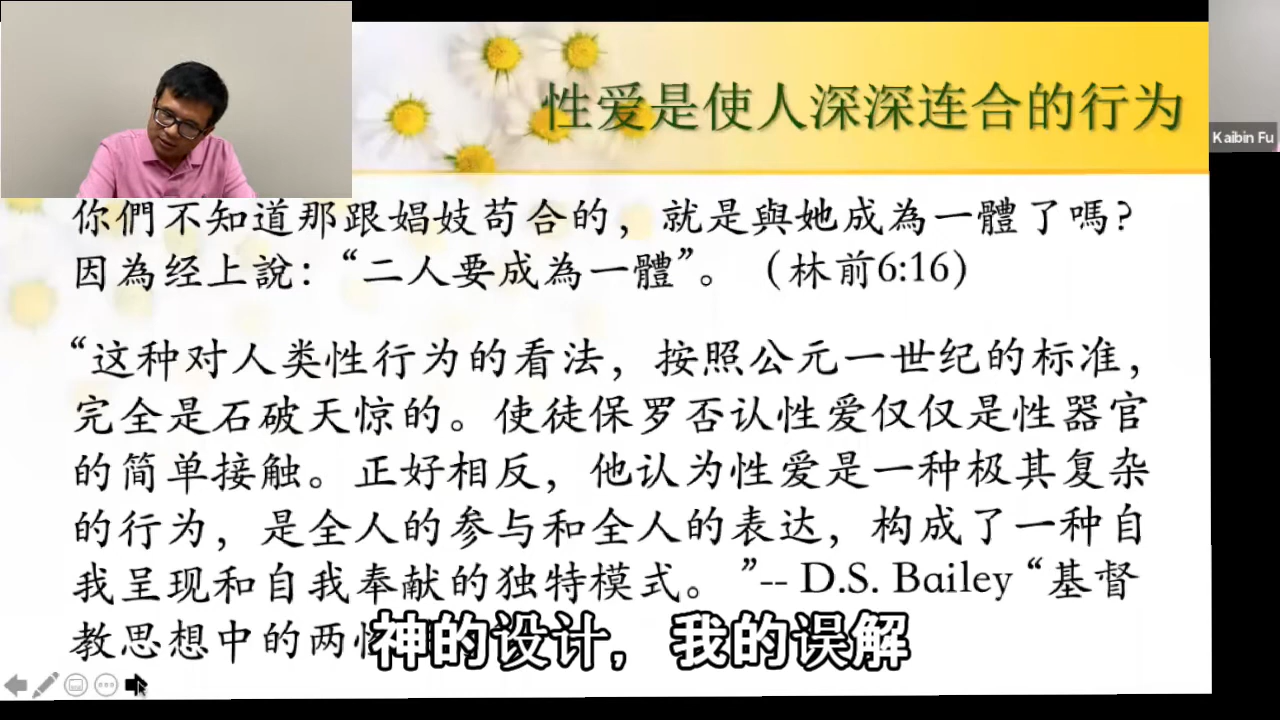 性爱是使人深深连合的行为
Kaibin Fu
你們不知道那跟娼妓苟合的，就是與她成為一體了嗎？
因為经上說：“二人要成為一體”。（林前6:16）
“这种对人类性行为的看法，按照公元一世纪的标准，
完全是石破天惊的。使徒保罗否认性爱仅仅是性器官
的简单接触。正好相反，他认为性爱是一种极其复杂
的行为，是全人的参与和全人的表达，构成了一种自
我呈现和自我奉献的独特模式。”-- D.S. Bailey “基督
教思想中的两
神的设计，我的误解